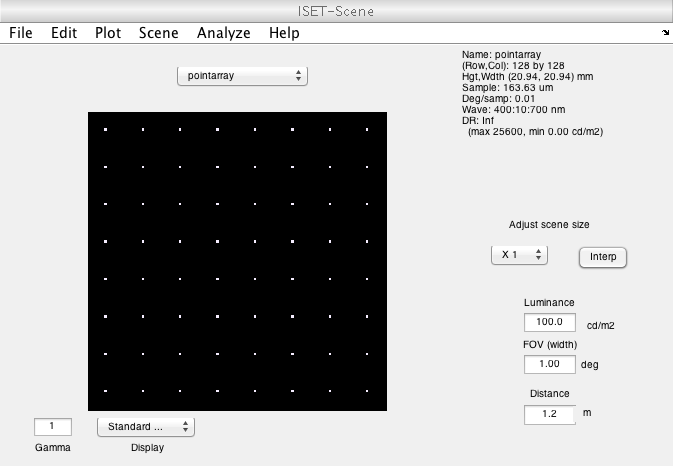 ISET-Scene
File Edit Plot Scene Analyze Help
pointarray
Name: pointarray
(Row,Col): 128 by 128
Hgt,Wdth (20.94, 20.94) mm
Sample: 163.63 um
Deg/samp: 0.01
Wave: 400:10:700 nm
DR: Inf
(max 25600, min 0.00 cd/m2)
Adjust scene size
X 1 Interp
Luminance
100.0 cd/m2
FOV (width)
1.00 deg
Distance
1.2 m
1 Standard ...
Gamma Display